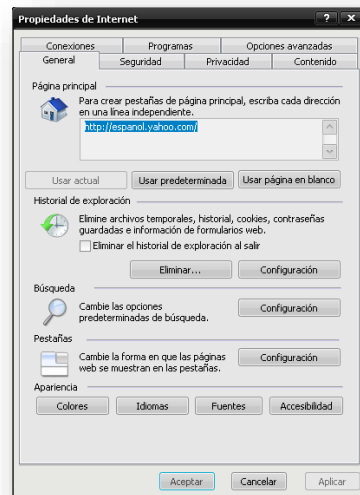 Propiedades de Internet ? X
Conexiones Programas Opciones avanzadas
General Seguridad Privacidad Contenido
Página principal
Para crear pestañas de página principal, escriba cada dirección
en una línea independiente.
http://espanol.yahoo.com/
Usar actual Usar predeterminada Usar página en blanco
Historial de exploración
Elimine archivos temporales, historial, cookies, contraseñas
guardadas e información de formularios web.
Eliminar el historial de exploración al salir
Eliminar... Configuración
Búsqueda
Cambie las opciones
predeterminadas de búsqueda.
Configuración
Pestañas
Cambie la forma en que las páginas
web se muestran en las pestañas.
Configuración
Apariencia
Colores Idiomas Fuentes Accesibilidad
Aceptar Cancelar Aplicar